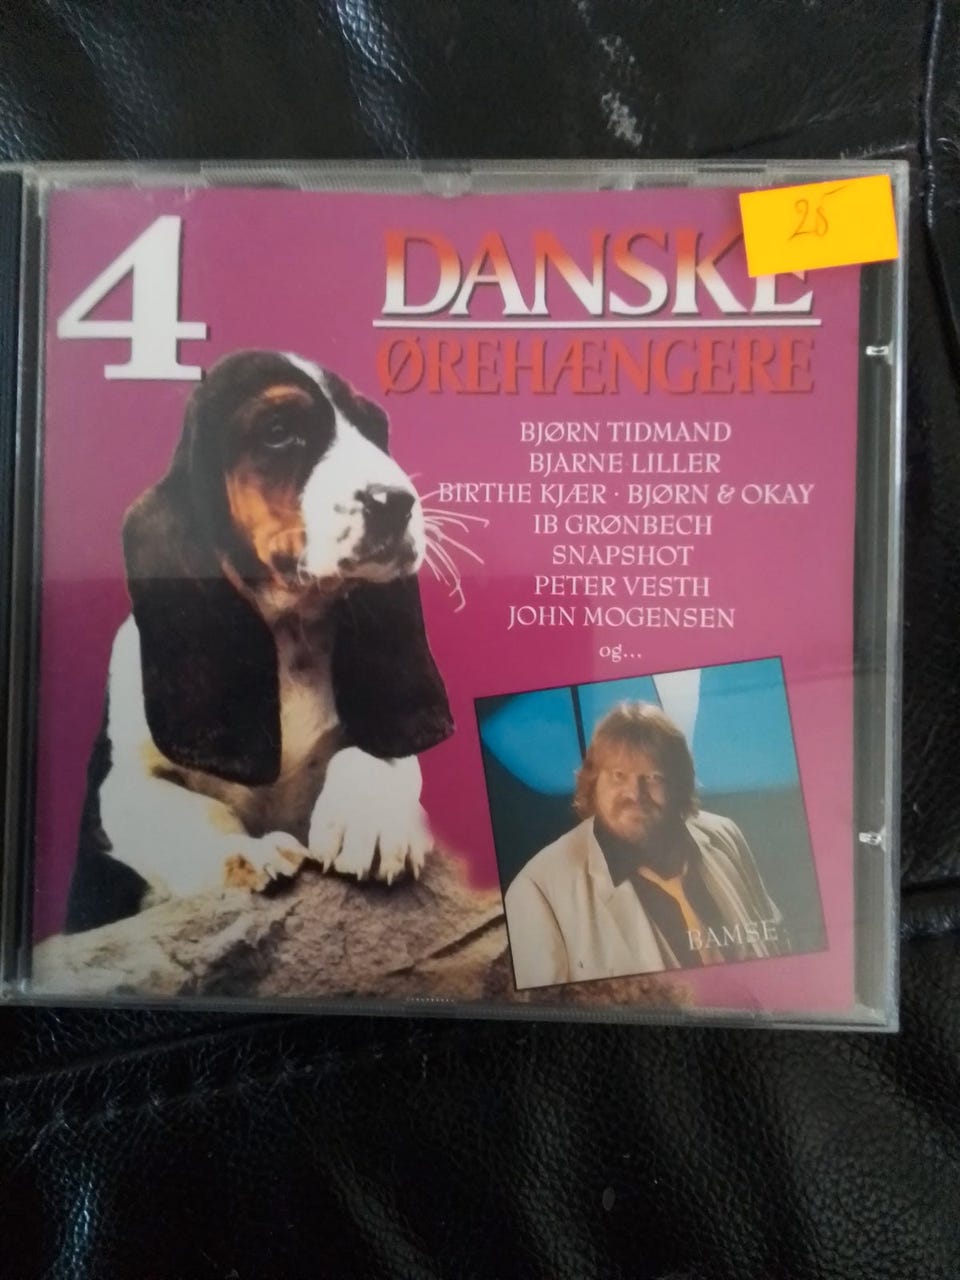 4
DANSKE
25
ØREHÆNGERE
BJØRN TIDMAND
BJARNE LILLER
BIRTHE KJÆR · BJØRN & OKAY
IB GRØNBECH
SNAPSHOT
PETER VESTH
JOHN MOGENSEN
og...
BAMSE